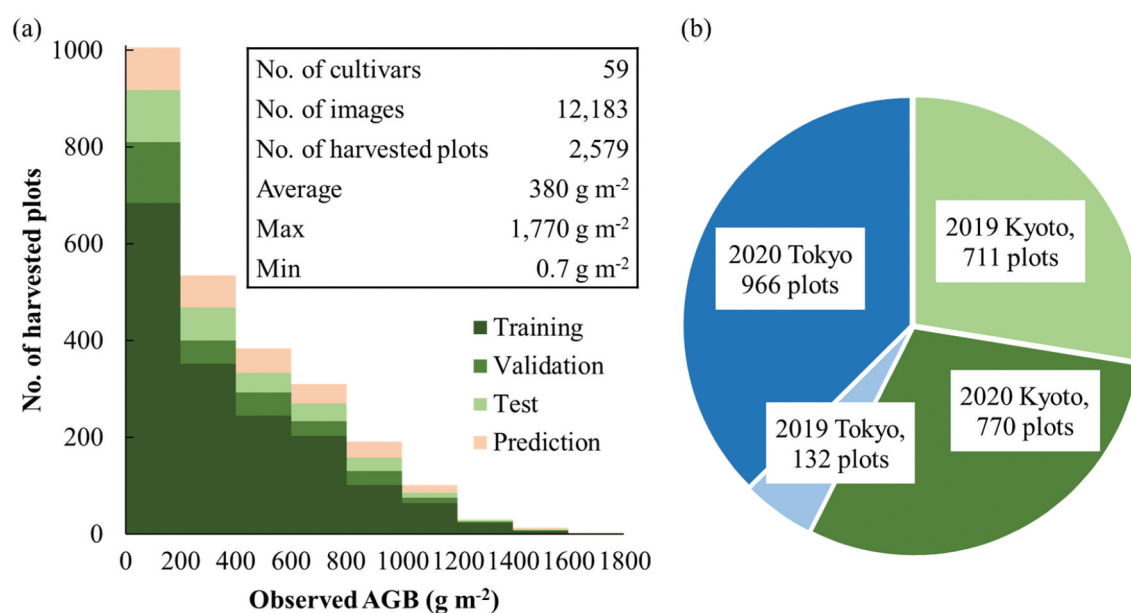 (a)
No. of harvested plots
1000
800
600
400
200
0
No. of cultivars 59
No. of images 12,183
No. of harvested plots 2,579
Average 380 g m⁻²
Max 1,770 g m⁻²
Min 0.7 g m⁻²
Training
Validation
Test
Prediction
0 200 400 600 800 1000 1200 1400 1600 1800
Observed AGB (g m⁻²)
(b)
2019 Kyoto,
711 plots
2020 Kyoto,
770 plots
2019 Tokyo,
132 plots
2020 Tokyo
966 plots